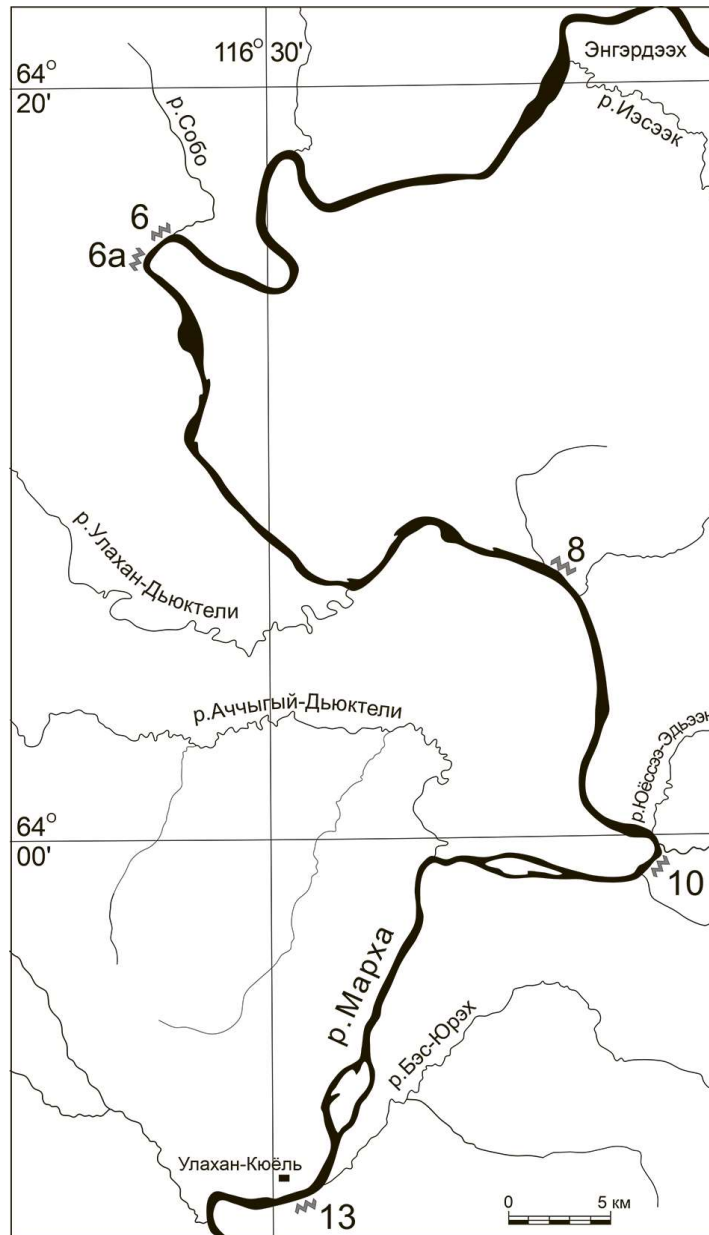 116° 30'
Энгэрдээх
64°
20'
р.Собо
р.Иэсээк
6
6а
8
р.Улахан-Дьюктели
р.Аччыгый-Дьюктели
р.Юёссээ-Эдьээн
64°
00'
10
р.Марха
р.Бэс-Юрэх
Улахан-Кюёль
0 5 км
13